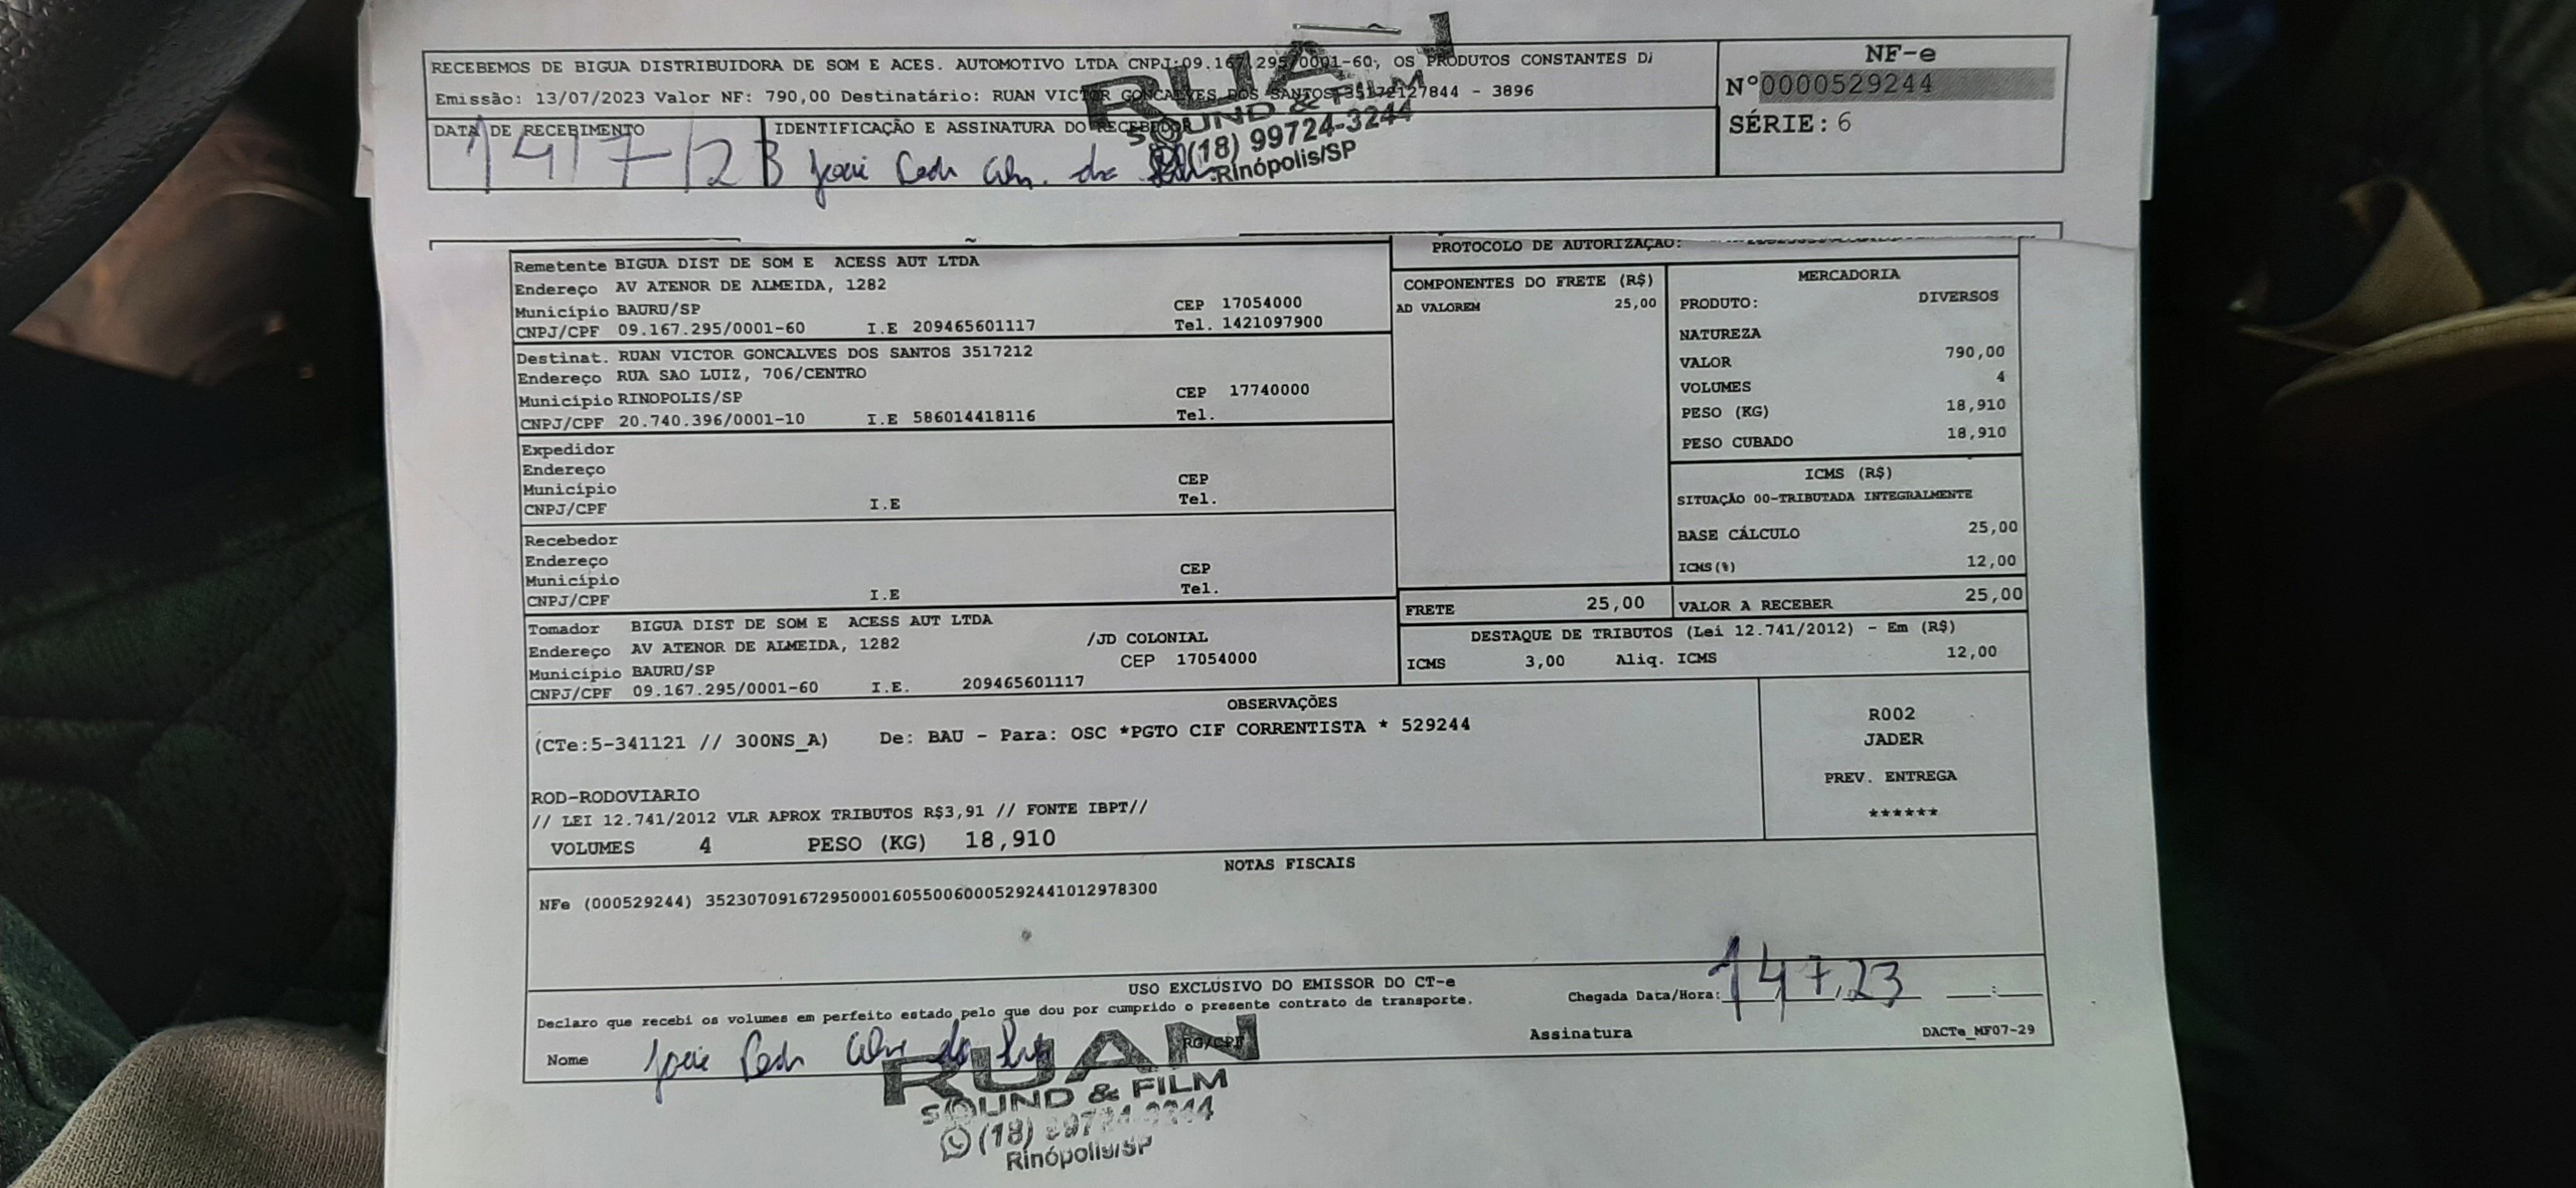 RECEBEMOS DE BIGUA DISTRIBUIDORA DE SOM E ACES. AUTOMOTIVO LTDA CNPJ:09.167.295/0001-60, OS PRODUTOS CONSTANTES DA
Emissão: 13/07/2023 Valor NF: 790,00 Destinatário: RUAN VICTOR GONCALVES DOS SANTOS 35172127844 - 3896
NF-e
Nº0000529244
SÉRIE: 6
DATA DE RECEBIMENTO
14/7/23
IDENTIFICAÇÃO E ASSINATURA DO RECEBEDOR
RUAN
SOUND & FILM
(18) 99724-3244
Rinópolis/SP
PROTOCOLO DE AUTORIZAÇÃO:
Remetente BIGUA DIST DE SOM E ACESS AUT LTDA
Endereço AV ATENOR DE ALMEIDA, 1282
Município BAURU/SP CEP 17054000
CNPJ/CPF 09.167.295/0001-60 I.E 209465601117 Tel. 1421097900
Destinat. RUAN VICTOR GONCALVES DOS SANTOS 3517212
Endereço RUA SAO LUIZ, 706/CENTRO
Município RINOPOLIS/SP CEP 17740000
CNPJ/CPF 20.740.396/0001-10 I.E 586014418116 Tel.
Expedidor
Endereço
Município CEP
CNPJ/CPF I.E Tel.
Recebedor
Endereço
Município CEP
CNPJ/CPF I.E Tel.
Tomador BIGUA DIST DE SOM E ACESS AUT LTDA
Endereço AV ATENOR DE ALMEIDA, 1282 /JD COLONIAL
Município BAURU/SP CEP 17054000
CNPJ/CPF 09.167.295/0001-60 I.E. 209465601117
COMPONENTES DO FRETE (R$)
AD VALOREM 25,00
FRETE 25,00
MERCADORIA
PRODUTO: DIVERSOS
NATUREZA
VALOR 790,00
VOLUMES 4
PESO (KG) 18,910
PESO CUBADO 18,910
ICMS (R$)
SITUAÇÃO 00-TRIBUTADA INTEGRALMENTE
BASE CÁLCULO 25,00
ICMS(%) 12,00
VALOR A RECEBER 25,00
DESTAQUE DE TRIBUTOS (Lei 12.741/2012) - Em (R$)
ICMS 3,00 Aliq. ICMS 12,00
OBSERVAÇÕES
(CTe:5-341121 // 300NS_A) De: BAU - Para: OSC *PGTO CIF CORRENTISTA * 529244
ROD-RODOVIARIO
// LEI 12.741/2012 VLR APROX TRIBUTOS R$3,91 // FONTE IBPT//
VOLUMES 4 PESO (KG) 18,910
R002
JADER
PREV. ENTREGA
******
NOTAS FISCAIS
NFe (000529244) 35230709167295000160550060005292441012978300
USO EXCLUSIVO DO EMISSOR DO CT-e
Declaro que recebi os volumes em perfeito estado pelo que dou por cumprido o presente contrato de transporte.
Chegada Data/Hora: 14 7 23 :
Nome RG/CPF Assinatura DACTe_MF07-29
RUAN
SOUND & FILM
(18) 99724-3244
Rinópolis/SP